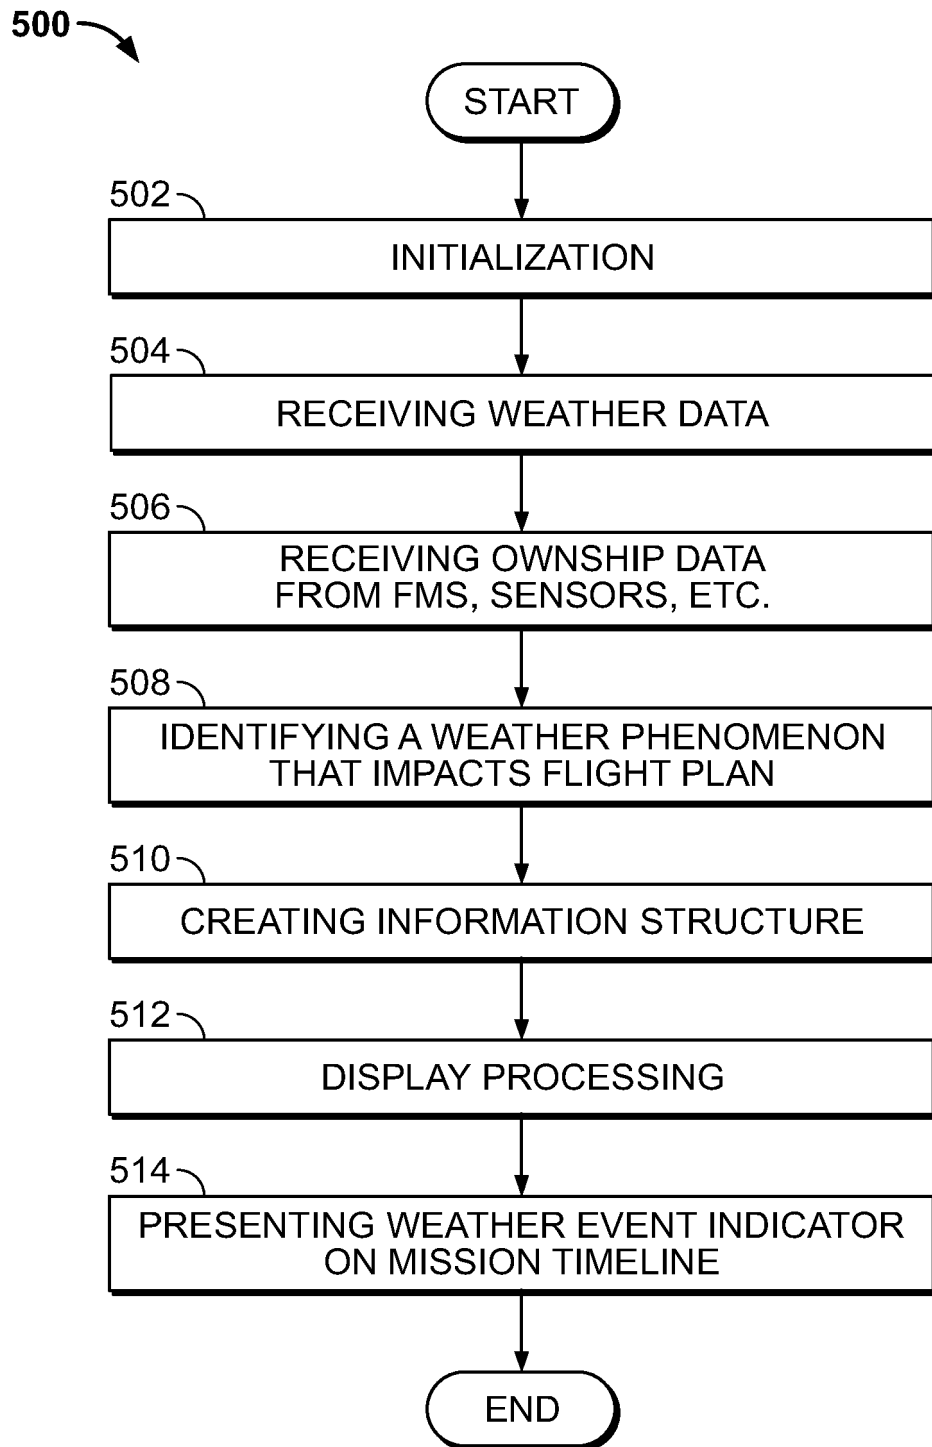 500
START
502
INITIALIZATION
504
RECEIVING WEATHER DATA
506
RECEIVING OWNSHIP DATA
FROM FMS, SENSORS, ETC.
508
IDENTIFYING A WEATHER PHENOMENON
THAT IMPACTS FLIGHT PLAN
510
CREATING INFORMATION STRUCTURE
512
DISPLAY PROCESSING
514
PRESENTING WEATHER EVENT INDICATOR
ON MISSION TIMELINE
END